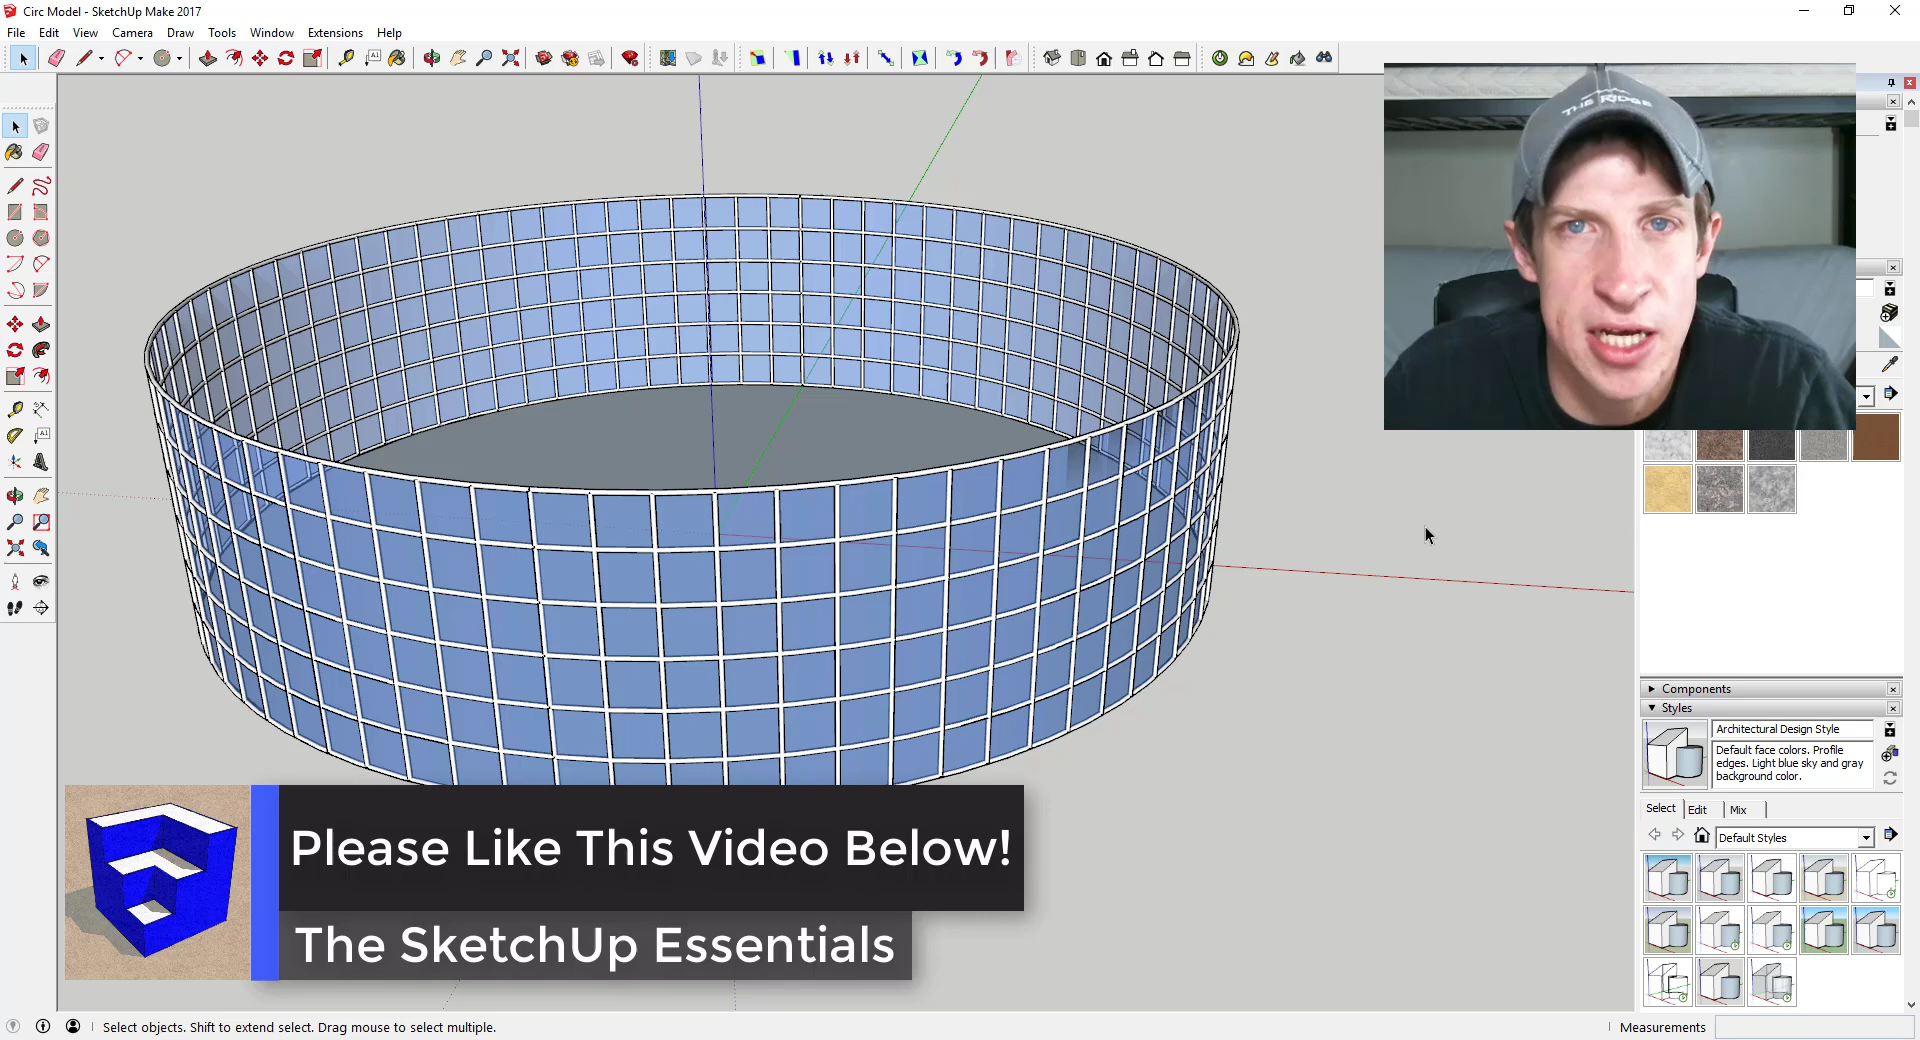 Circ Model - SketchUp Make 2017
File Edit View Camera Draw Tools Window Extensions Help
THE RIDGE
Components
Styles
Architectural Design Style
Default face colors. Profile
edges. Light blue sky and gray
background color.
Select Edit Mix
Default Styles
Please Like This Video Below!
The SketchUp Essentials
Select objects. Shift to extend select. Drag mouse to select multiple.
Measurements